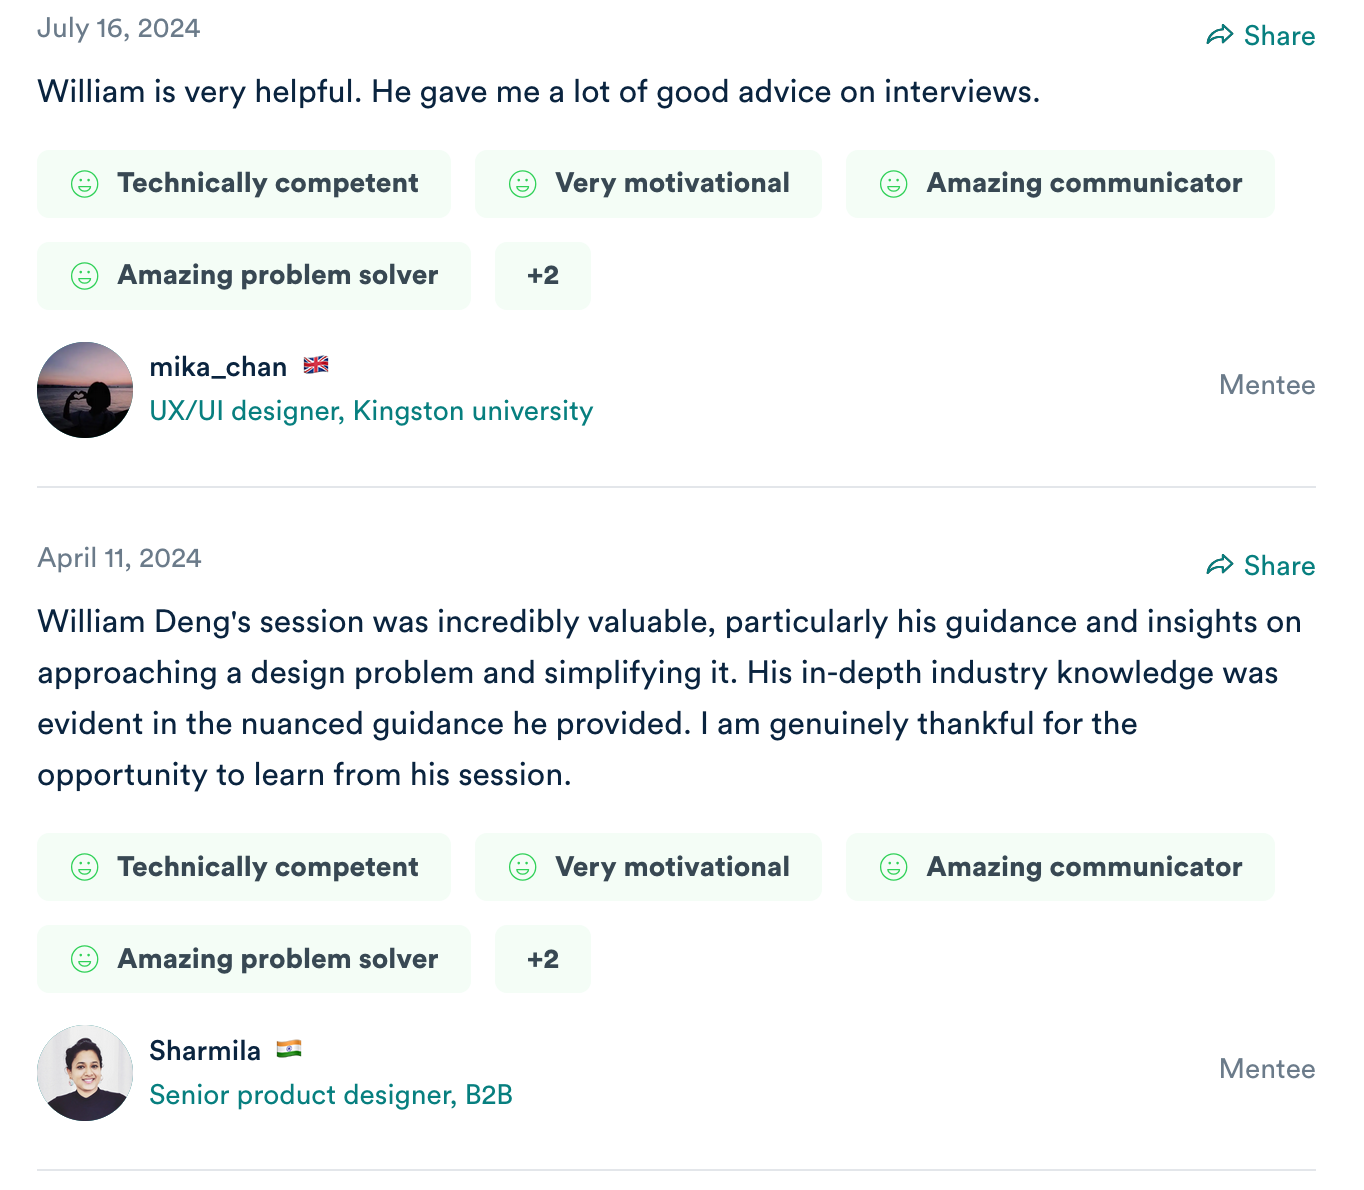 July 16, 2024
Share
William is very helpful. He gave me a lot of good advice on interviews.
Technically competent
Very motivational
Amazing communicator
Amazing problem solver
+2
mika_chan
UX/UI designer, Kingston university
Mentee
April 11, 2024
Share
William Deng's session was incredibly valuable, particularly his guidance and insights on
approaching a design problem and simplifying it. His in-depth industry knowledge was
evident in the nuanced guidance he provided. I am genuinely thankful for the
opportunity to learn from his session.
Technically competent
Very motivational
Amazing communicator
Amazing problem solver
+2
Sharmila
Senior product designer, B2B
Mentee